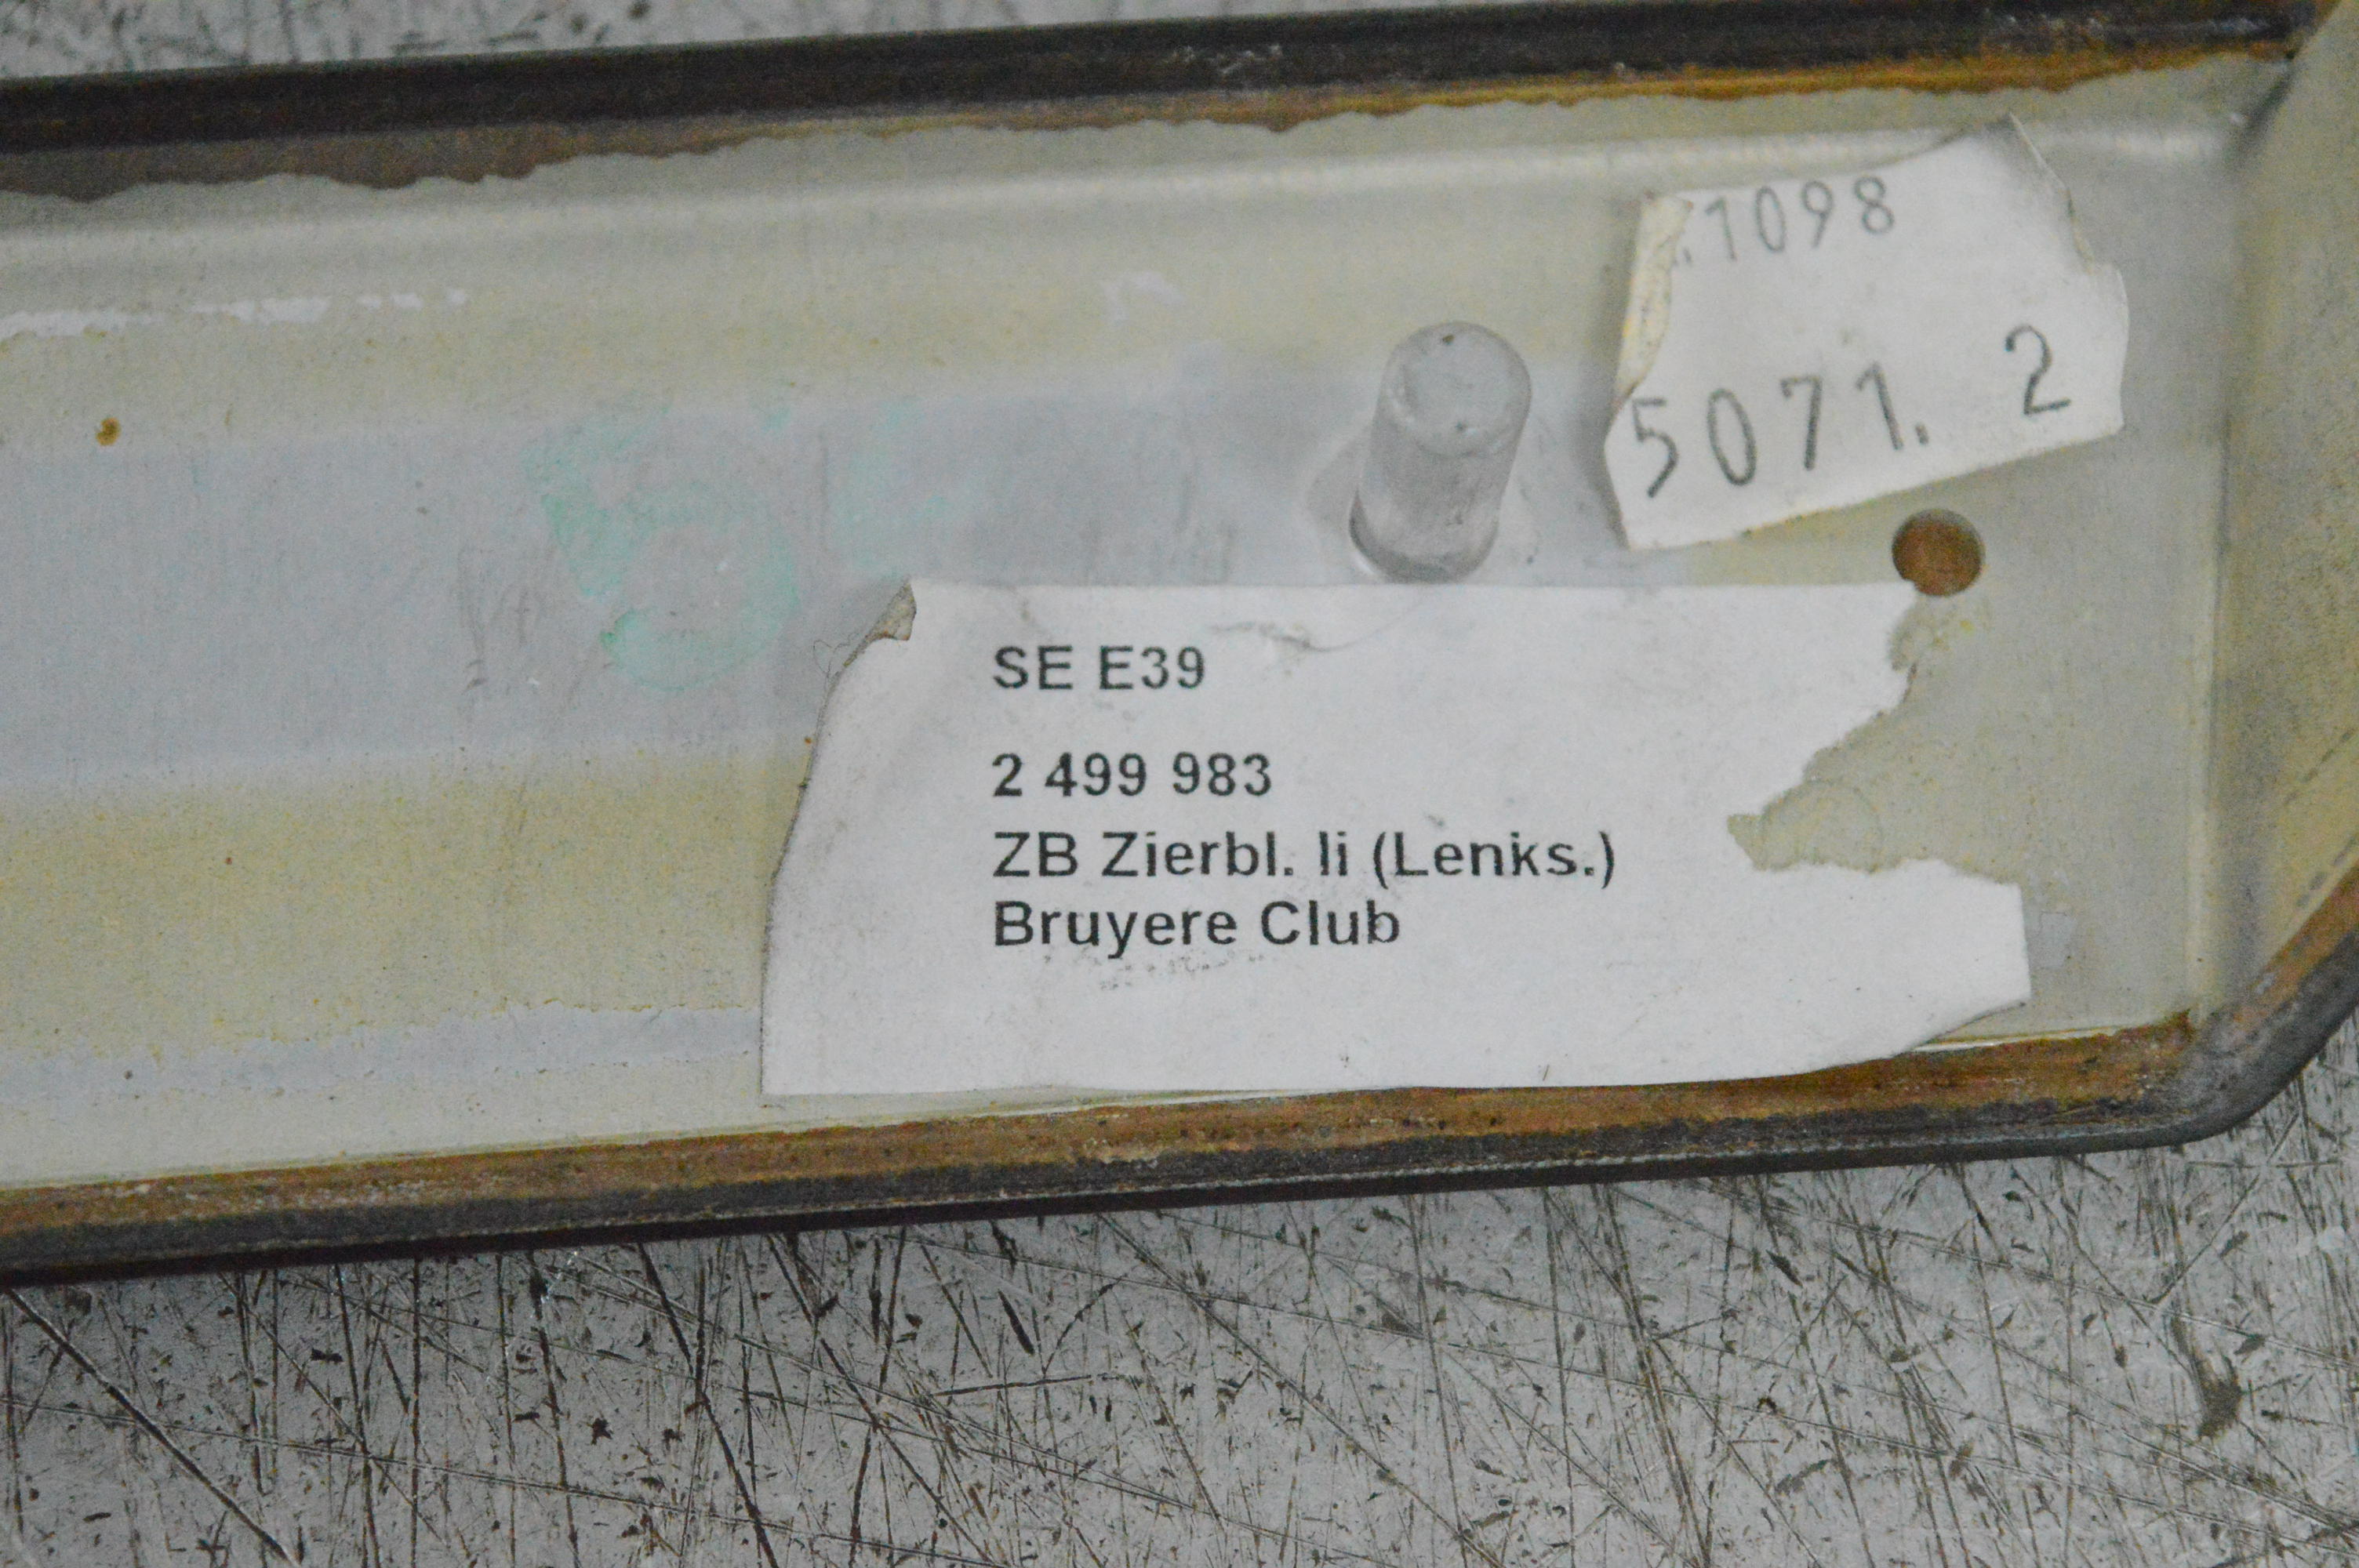 .1098
5071. 2
SE E39
2 499 983
ZB Zierbl. li (Lenks.)
Bruyere Club